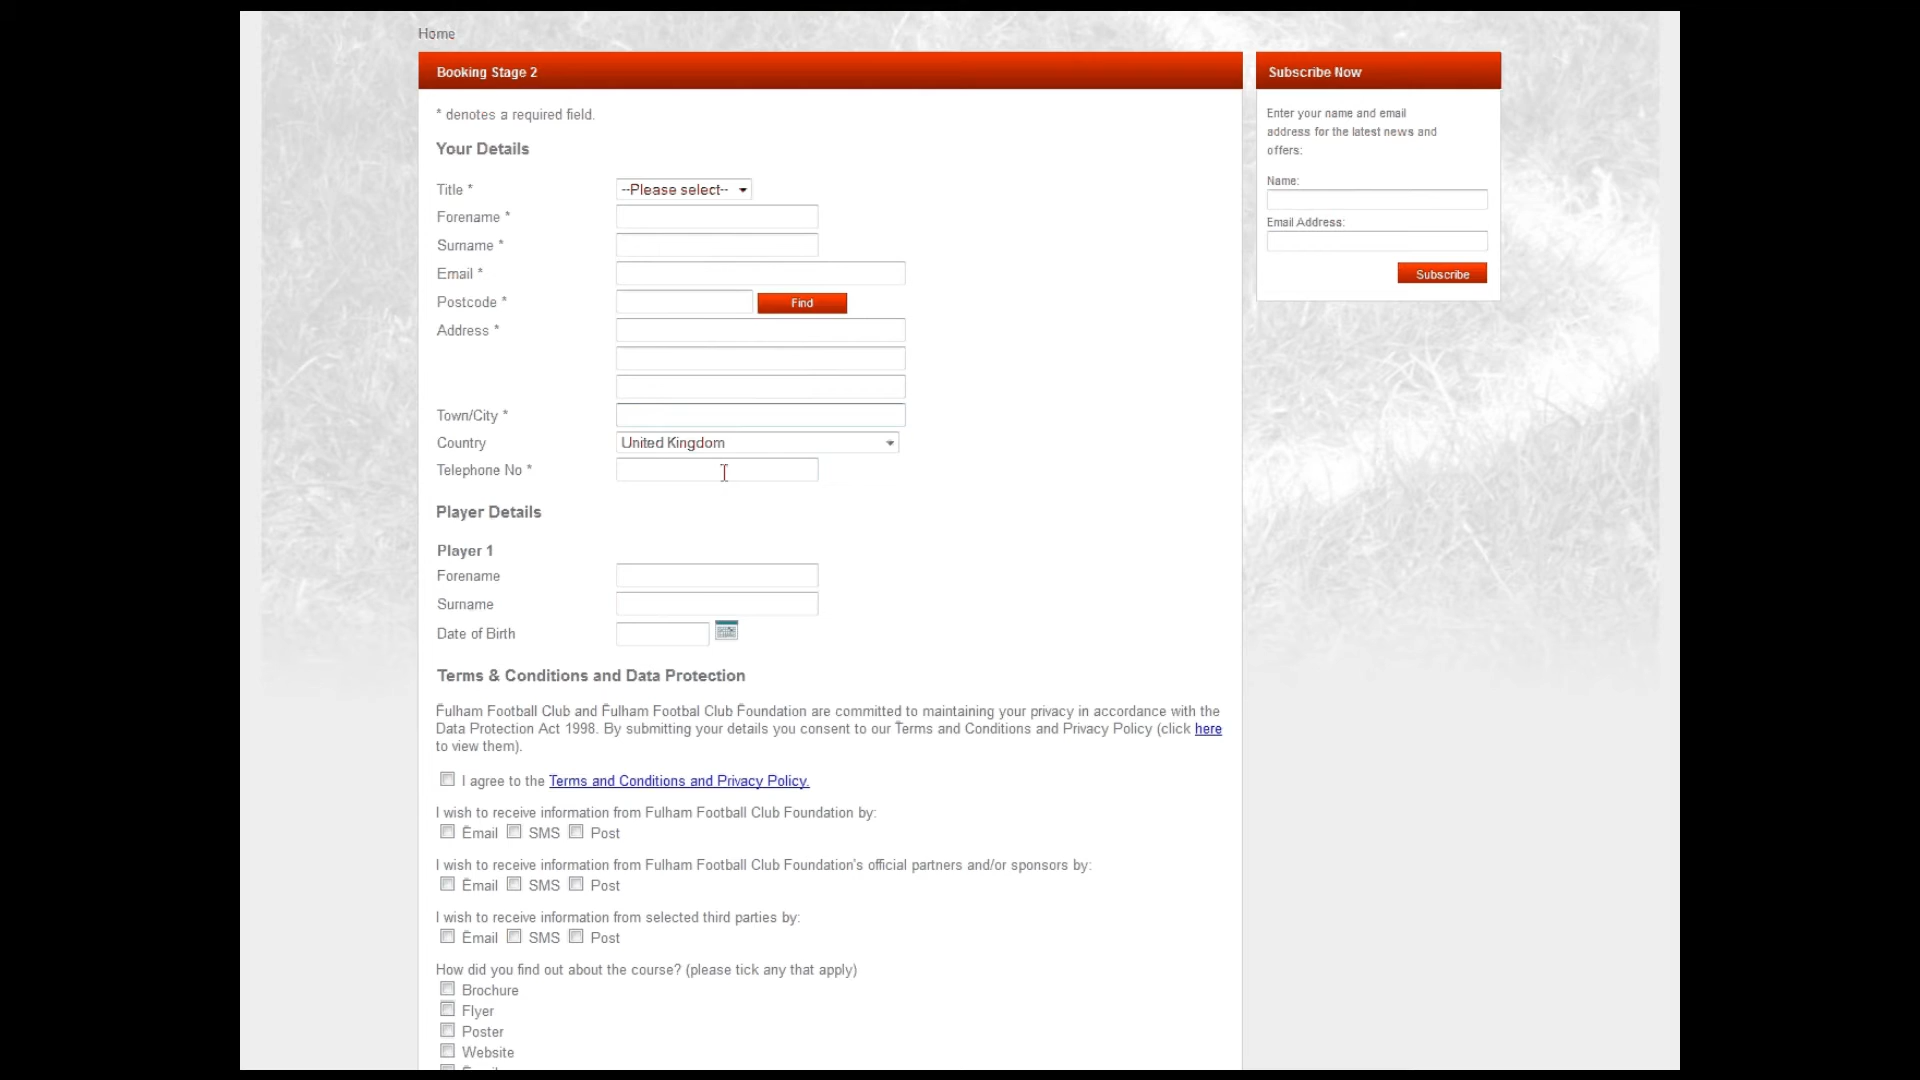 Home
Booking Stage 2
* denotes a required field.
Your Details
Title *
--Please select--
Forename *
Surname *
Email *
Postcode *
Find
Address *
Town/City *
Country
United Kingdom
Telephone No *
Player Details
Player 1
Forename
Surname
Date of Birth
Terms & Conditions and Data Protection
Fulham Football Club and Fulham Footbal Club Foundation are committed to maintaining your privacy in accordance with the
Data Protection Act 1998. By submitting your details you consent to our Terms and Conditions and Privacy Policy (click here
to view them).
I agree to the Terms and Conditions and Privacy Policy.
I wish to receive information from Fulham Football Club Foundation by:
Email SMS Post
I wish to receive information from Fulham Football Club Foundation's official partners and/or sponsors by:
Email SMS Post
I wish to receive information from selected third parties by:
Email SMS Post
How did you find out about the course? (please tick any that apply)
Brochure
Flyer
Poster
Website
Subscribe Now
Enter your name and email
address for the latest news and
offers:
Name:
Email Address:
Subscribe